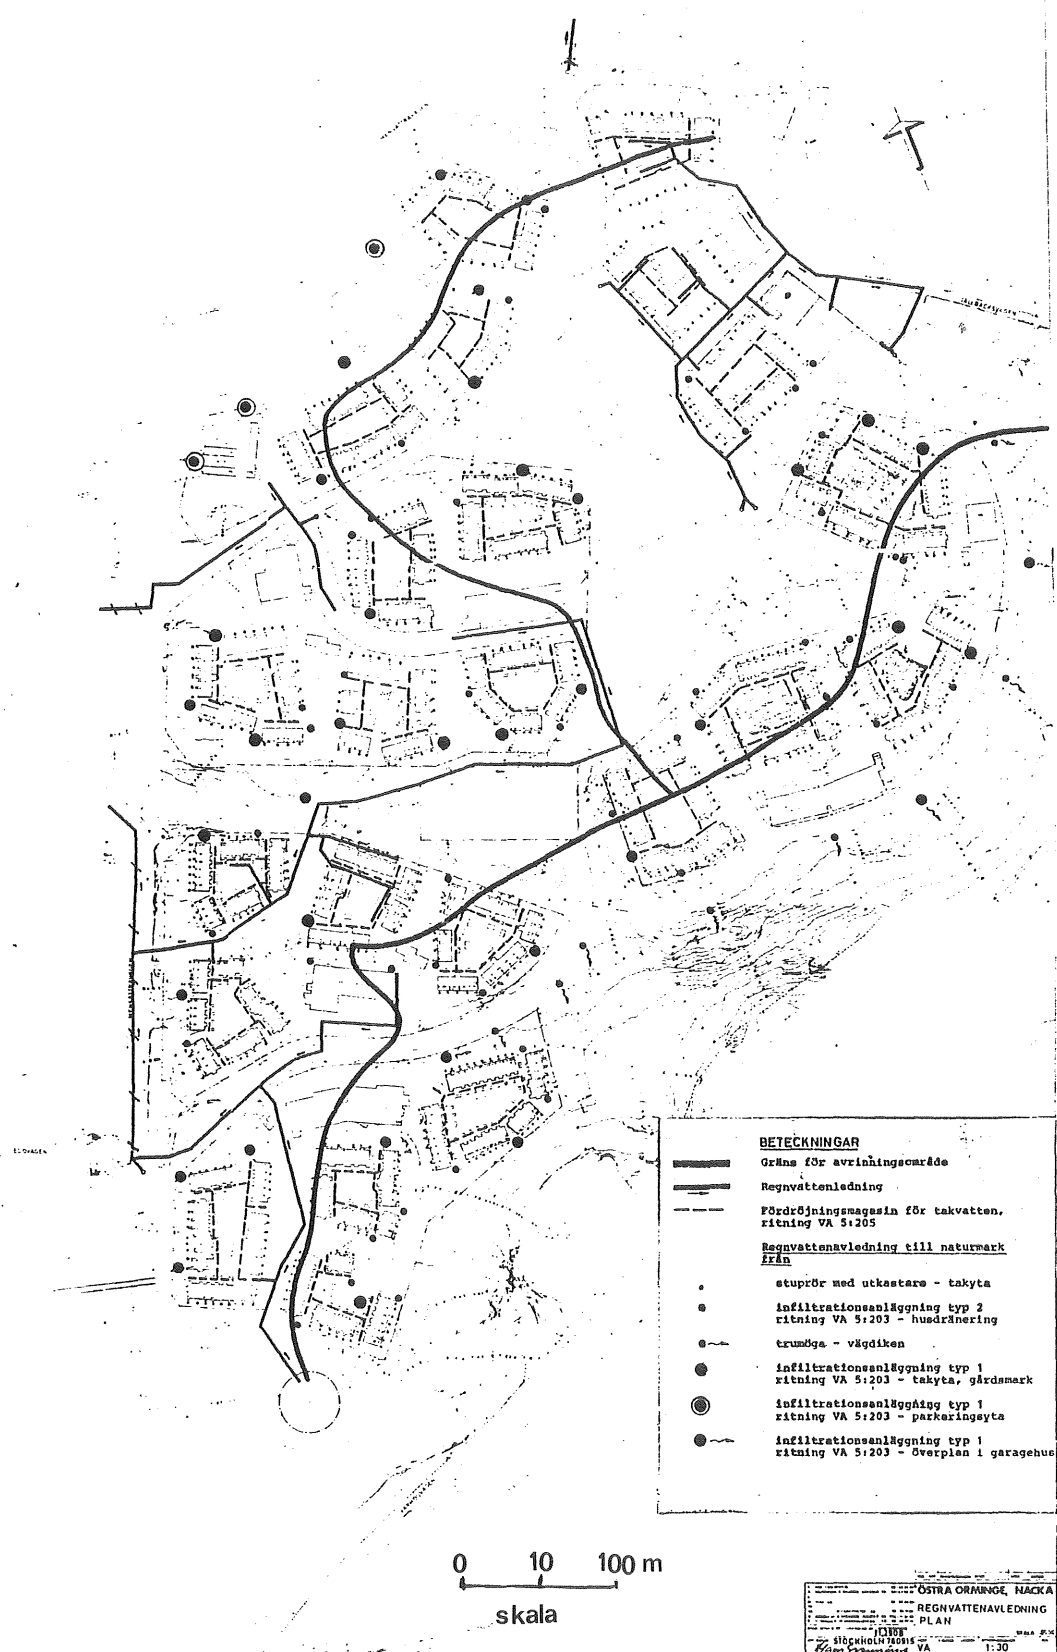 BETECKNINGAR
Gräns för avrinningsområde
Regnvattenledning
Fördröjningsmagasin för takvatten,
ritning VA 5:205
Regnvattenavledning till naturmark
från
stuprör med utkastare - takyta
infiltrationsanläggning typ 2
ritning VA 5:203 - husdränering
trumöga - vägdiken
infiltrationsanläggning typ 1
ritning VA 5:203 - takyta, gårdsmark
infiltrationsanläggning typ 1
ritning VA 5:203 - parkeringsyta
infiltrationsanläggning typ 1
ritning VA 5:203 - överplan i garagehus
0 10 100 m
skala
ÖSTRA ORMINGE, NACKA
REGNVATTENAVLEDNING
PLAN
STOCKHOLM
VA 1:30